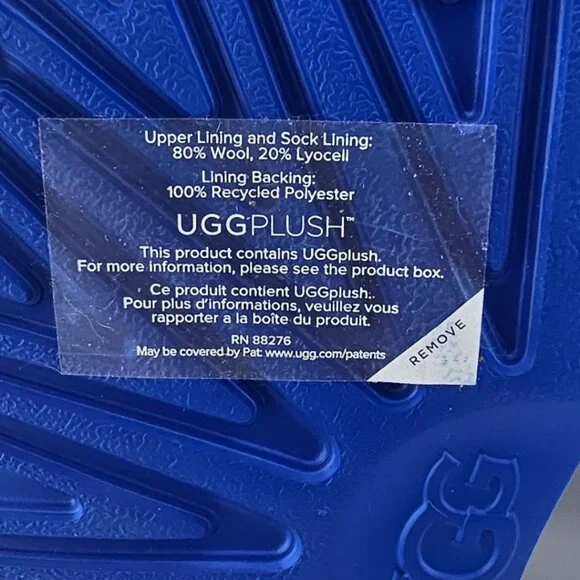 Upper Lining and Sock Lining:
80% Wool, 20% Lyocell
Lining Backing:
100% Recycled Polyester
UGGPLUSH™
This product contains UGGplush.
For more information, please see the product box.
Ce produit contient UGGplush..
Pour plus d'informations, veuillez vous
rapporter a la boîte du produit.
RN 88276
May be covered by Pat: www.ugg.com/patents
REMOVE
UGG